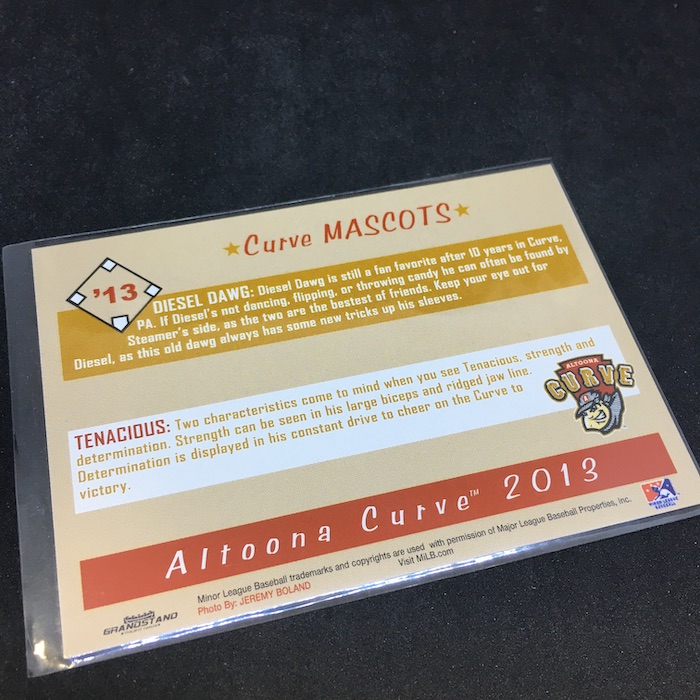 Curve MASCOTS
'13
DIESEL DAWG: Diesel Dawg is still a fan favorite after 10 years in Curve,
PA. If Diesel's not dancing, flipping, or throwing candy he can often be found by
Steamer's side, as the two are the bestest of friends. Keep your eye out for
Diesel, as this old dawg always has some new tricks up his sleeves.
TENACIOUS: Two characteristics come to mind when you see Tenacious, strength and
determination. Strength can be seen in his large biceps and ridged jaw line.
Determination is displayed in his constant drive to cheer on the Curve to
victory.
ALTOONA
CURVE
Altoona Curve™ 2013
MINOR LEAGUE
BASEBALL
Minor League Baseball trademarks and copyrights are used with permission of Major League Baseball Properties, Inc.
Visit MiLB.com
Photo By: JEREMY BOLAND
GRANDSTAND